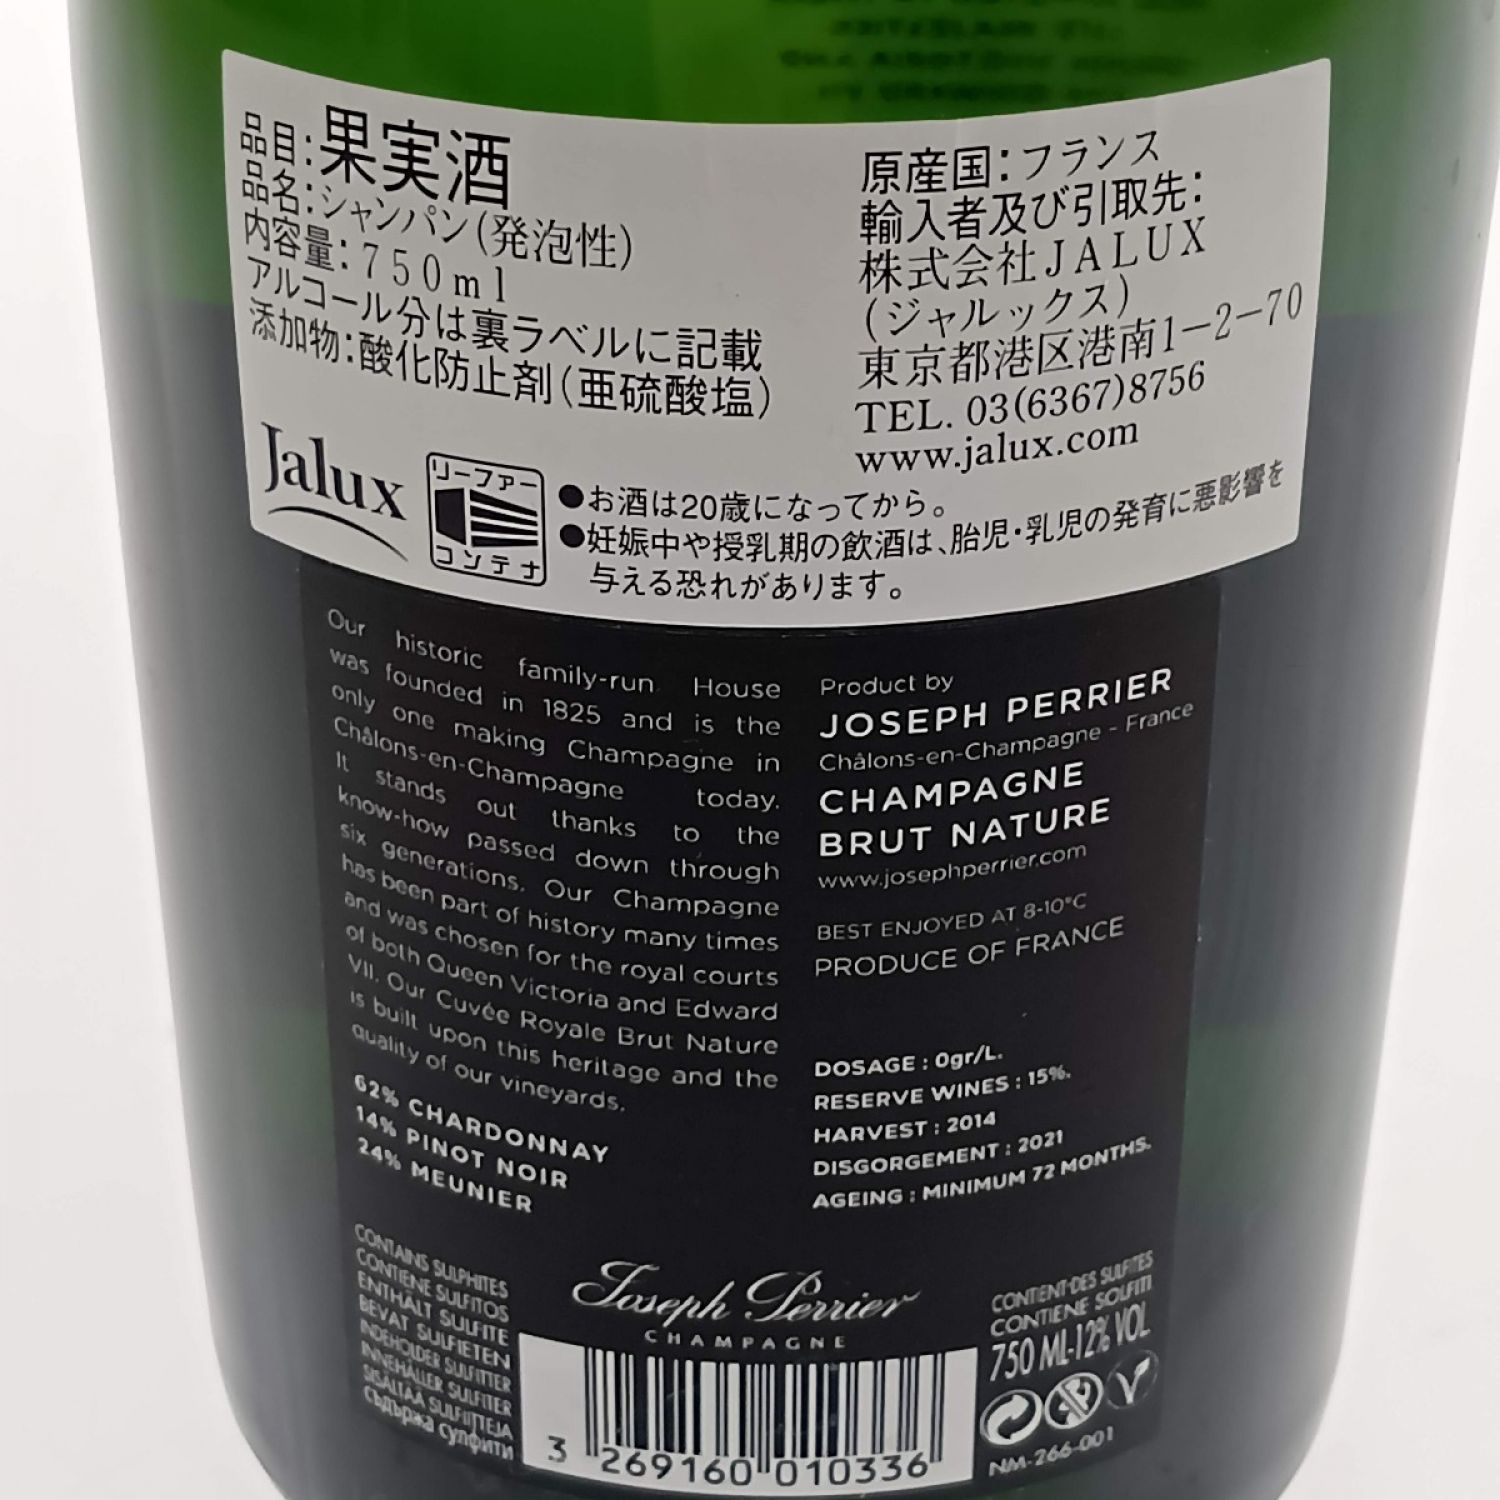 品目:果実酒
品名:シャンパン(発泡性)
内容量:750ml
アルコール分は裏ラベルに記載
添加物:酸化防止剤(亜硫酸塩)
原産国:フランス
輸入者及び引取先:
株式会社JALUX
(ジャルックス)
東京都港区港南1-2-70
TEL. 03(6367)8756
www.jalux.com
Jalux
リーファー
コンテナ
●お酒は20歳になってから。
●妊娠中や授乳期の飲酒は、胎児・乳児の発育に悪影響を
与える恐れがあります。
Our historic family-run House
was founded in 1825 and is the
only one making Champagne in
Châlons-en-Champagne today.
It stands out thanks to the
know-how passed down through
six generations. Our Champagne
has been part of history many times
and was chosen for the royal courts
of both Queen Victoria and Edward
VII. Our Cuvée Royale Brut Nature
is built upon this heritage and the
quality of our vineyards.
62% CHARDONNAY
14% PINOT NOIR
24% MEUNIER
Product by
JOSEPH PERRIER
Châlons-en-Champagne - France
CHAMPAGNE
BRUT NATURE
www.josephperrier.com
BEST ENJOYED AT 8-10°C
PRODUCE OF FRANCE
DOSAGE : 0gr/L.
RESERVE WINES : 15%.
HARVEST : 2014
DISGORGEMENT : 2021
AGEING : MINIMUM 72 MONTHS.
CONTAINS SULPHITES
CONTIENE SULFITOS
ENTHÄLT SULFITE
BEVAT SULFIETEN
INDEHOLDER SULFITTER
INNEHÅLLER SULFITER
SISÄLTÄÄ SULFIITTEJA
съдържа сулфити
Joseph Perrier
CHAMPAGNE
CONTENT·DES SULFITES
CONTIENE SOLFITI
750 ML-12% VOL
3 269160 010336
NM-266-001